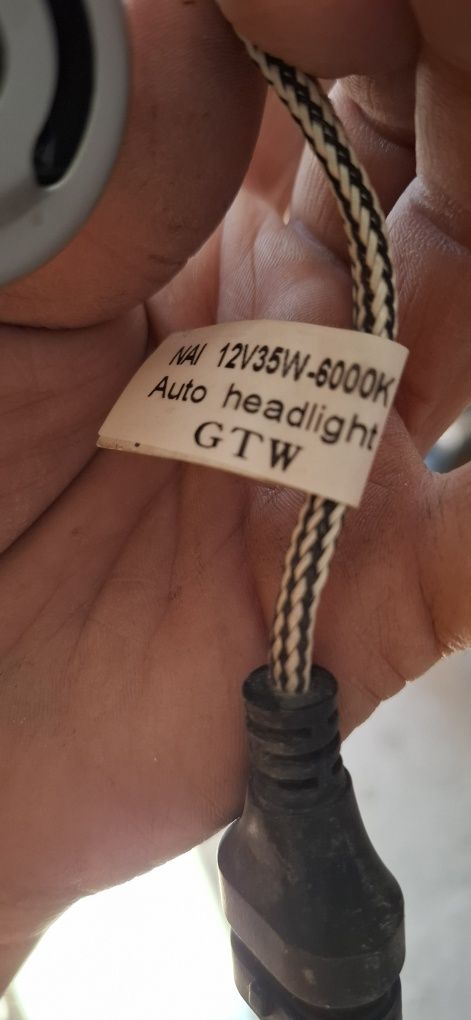 NAI 12V35W-6000K
Auto headlight
GTW